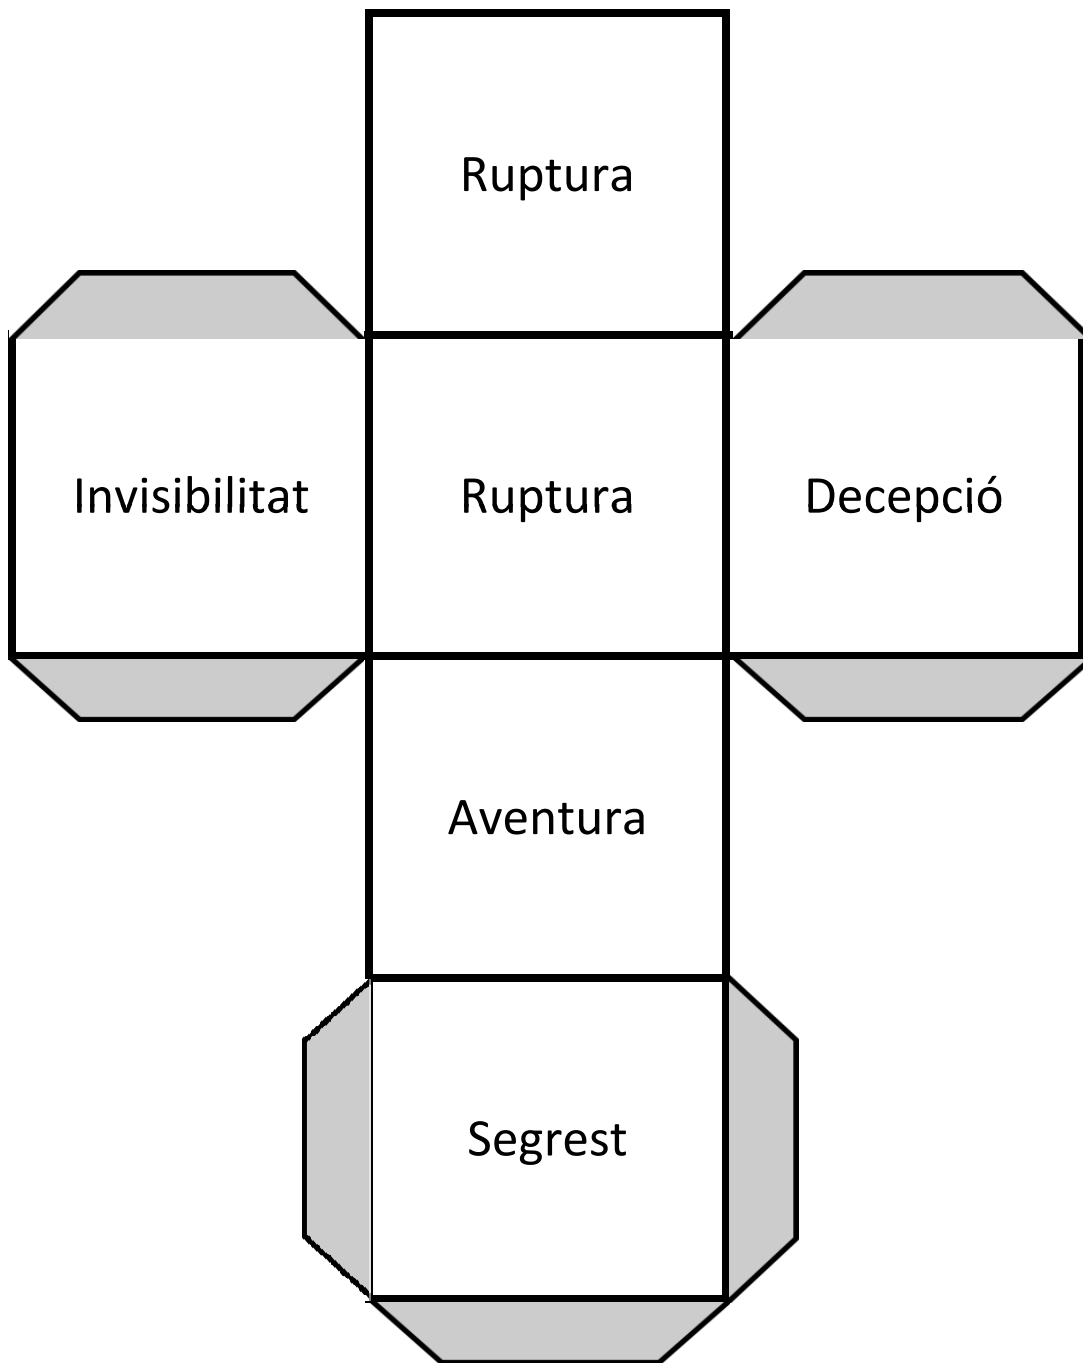 Ruptura
Invisibilitat
Ruptura
Decepció
Aventura
Segrest